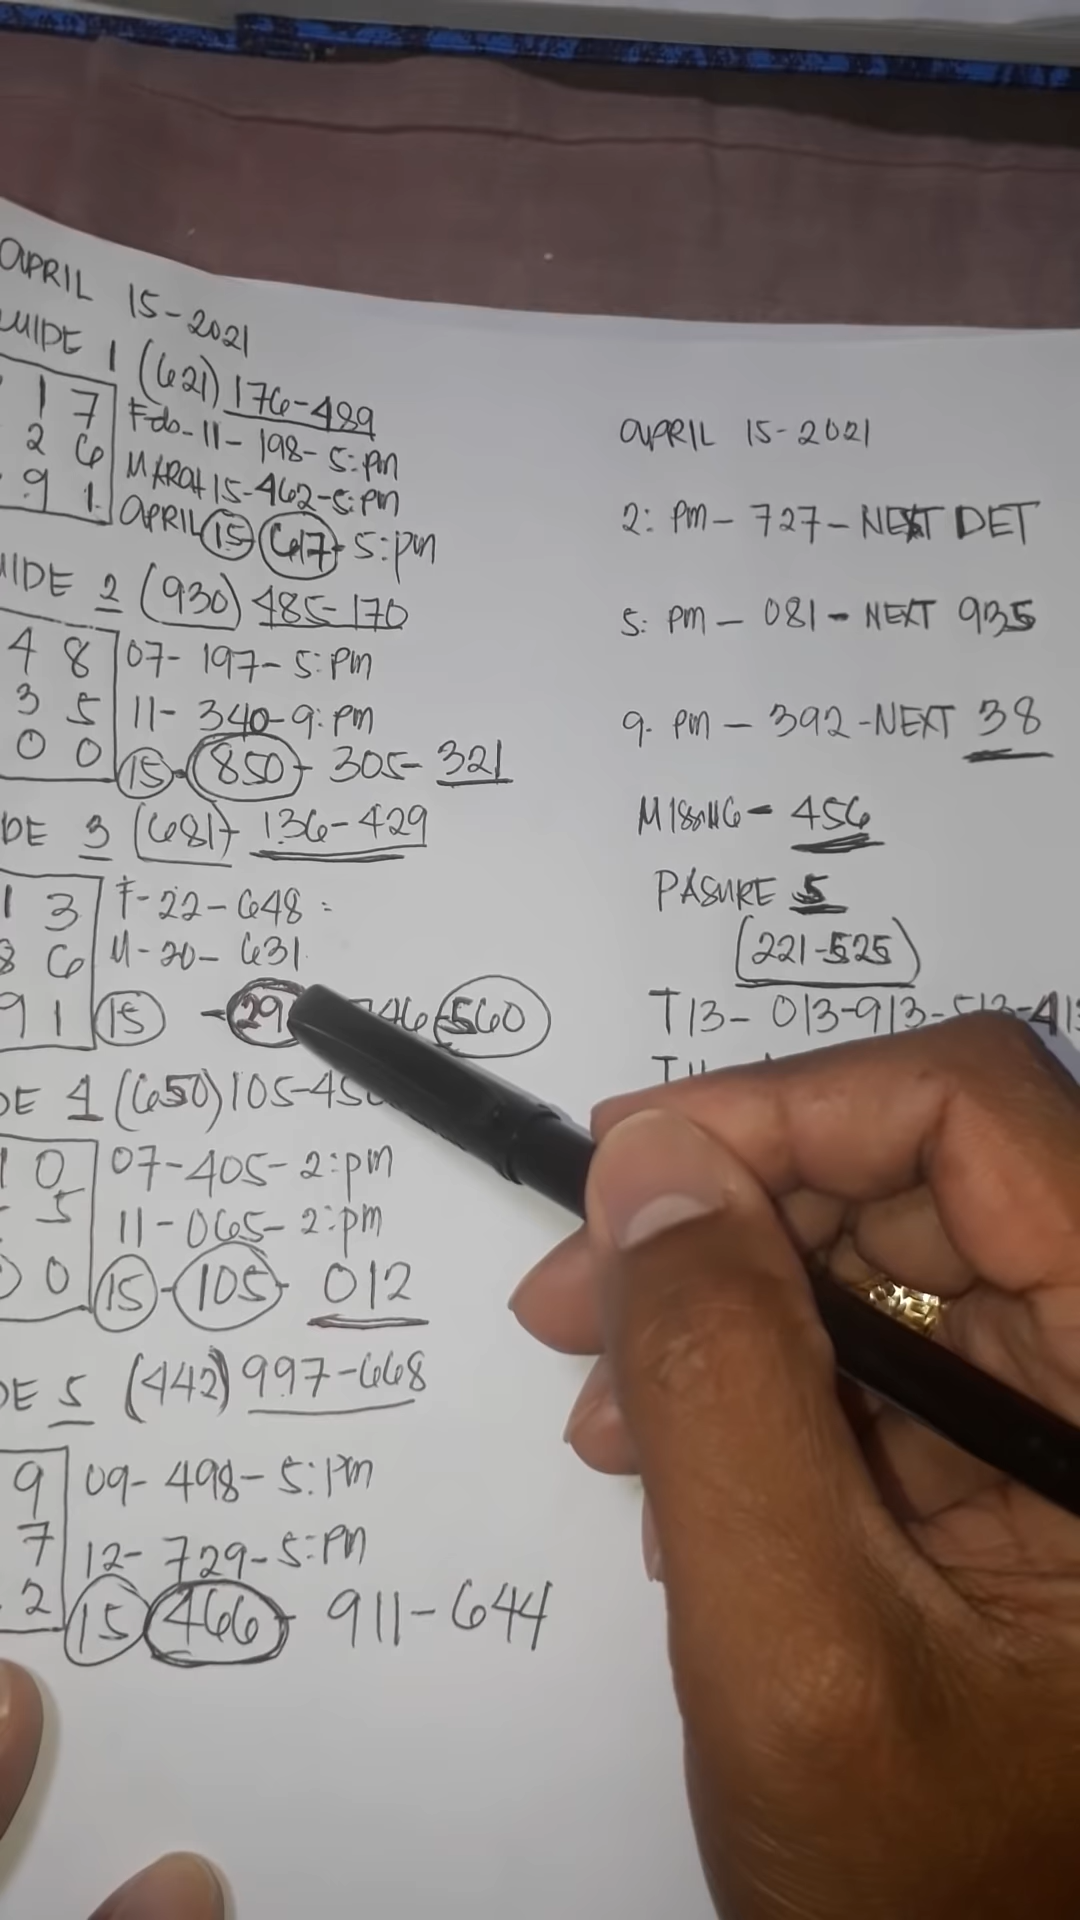 APRIL 15-2021
UIDE 1 (621) 176-489
1 7 Feb-11-198-5:pm
2 6 MARCH 15-462-5:pm
9 1 APRIL 15 617-5:pm
UIDE 2 (930) 485-170
4 8 07-197-5:pm
3 5 11-340-9:pm
0 0 15-850-305-321
DE 3 (681)-136-429
1 3 F-22-648
8 6 M-20-631
9 1 15 -29 746-560
DE 4 (650) 105-45
1 0 07-405-2:pm
5 11-065-2:pm
0 15-105-012
DE 5 (442) 997-668
9 09-498-5:pm
7 12-729-5:pm
2 15 466-911-644
APRIL 15-2021
2: pm-727-NEXT DET
5: pm-081-NEXT 935
9. pm-392-NEXT 38
MISSING-456
PASURE 5
(221-525)
T13-013-913-513-413